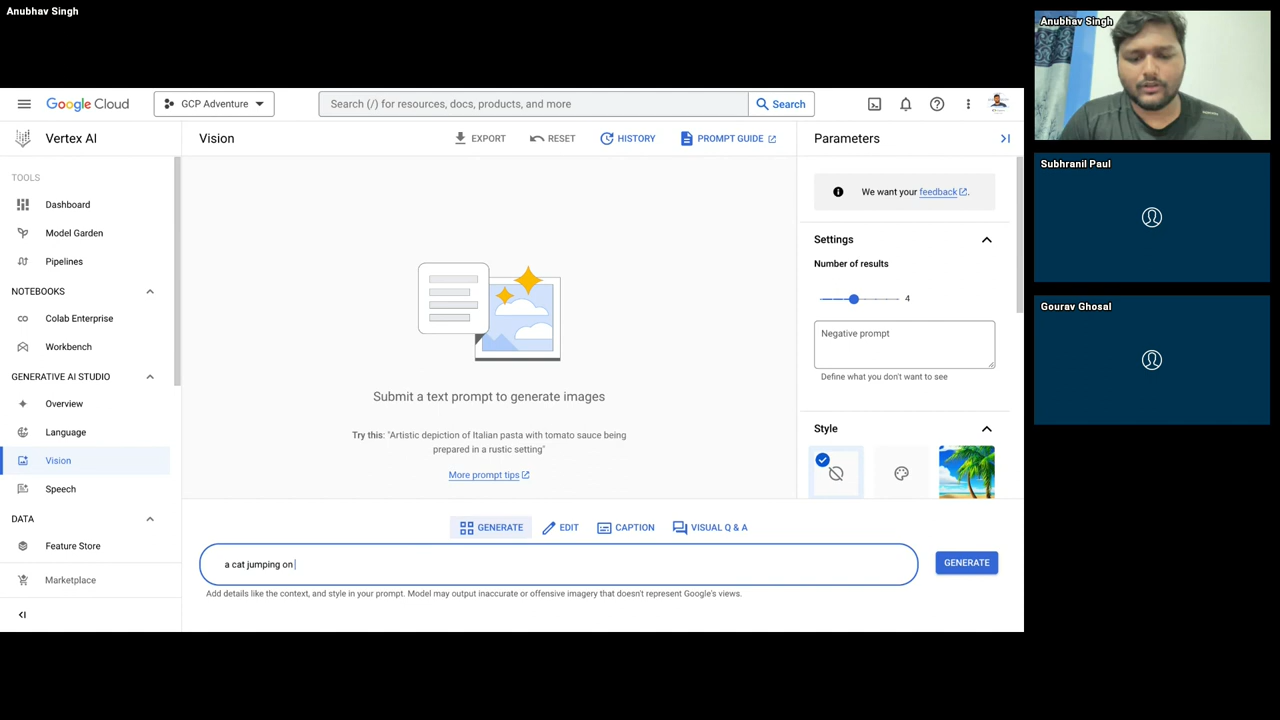 Anubhav Singh
Google Cloud
GCP Adventure
Search (/) for resources, docs, products, and more
Search
Vertex AI
TOOLS
Dashboard
Model Garden
Pipelines
NOTEBOOKS
Colab Enterprise
Workbench
GENERATIVE AI STUDIO
Overview
Language
Vision
Speech
DATA
Feature Store
Marketplace
Vision
EXPORT
RESET
HISTORY
PROMPT GUIDE
Submit a text prompt to generate images
Try this: "Artistic depiction of Italian pasta with tomato sauce being
prepared in a rustic setting"
More prompt tips
GENERATE
EDIT
CAPTION
VISUAL Q & A
a cat jumping on
GENERATE
Add details like the context, and style in your prompt. Model may output inaccurate or offensive imagery that doesn't represent Google's views.
Parameters
We want your feedback.
Settings
Number of results
4
Negative prompt
Define what you don't want to see
Style
Anubhav Singh
Subhranil Paul
Gourav Ghosal